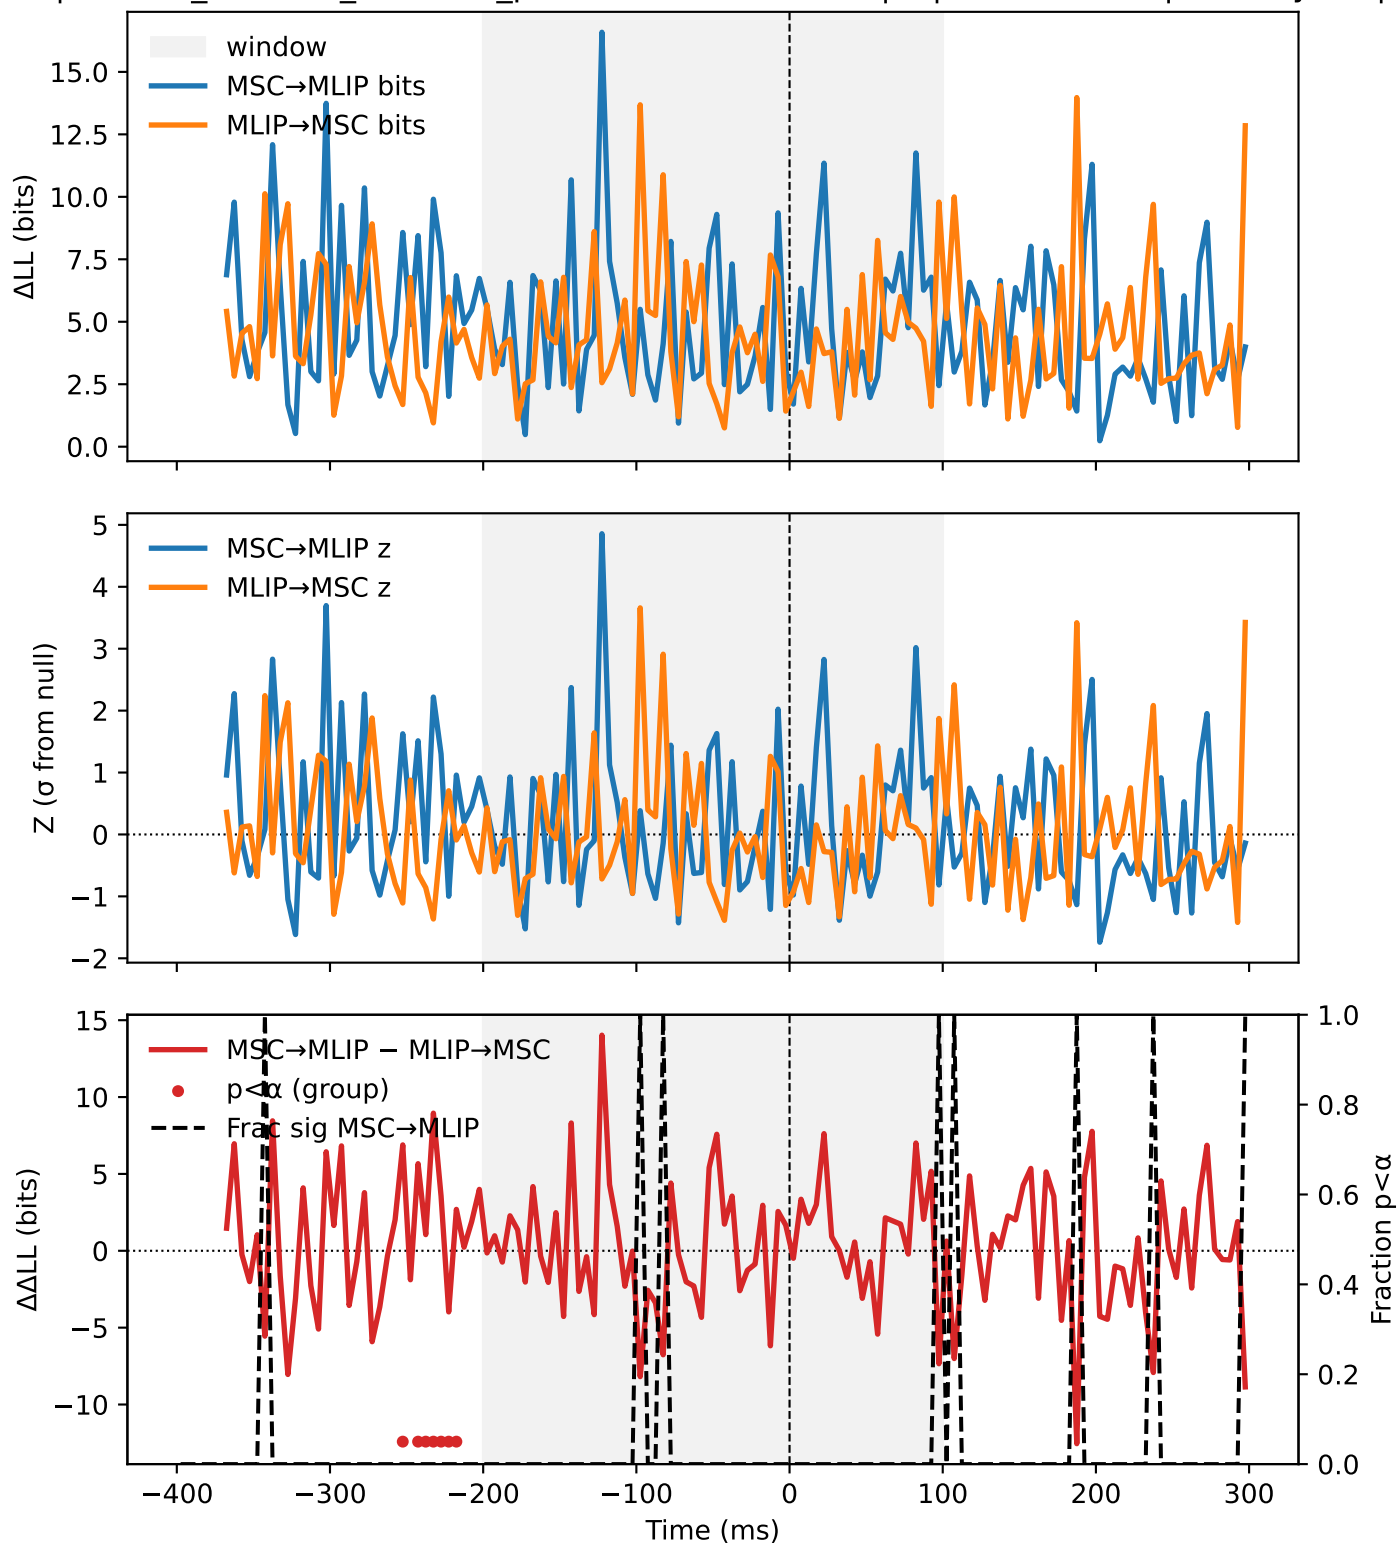 window
MSC→MLIP bits
MLIP→MSC bits
ΔLL (bits)
15.0
12.5
10.0
7.5
5.0
2.5
0.0
MSC→MLIP z
MLIP→MSC z
Z (σ from null)
5
4
3
2
1
0
−1
−2
MSC→MLIP − MLIP→MSC
p<α (group)
Frac sig MSC→MLIP
ΔΔLL (bits)
15
10
5
0
−5
−10
1.0
0.8
0.6
0.4
0.2
0.0
Fraction p<α
−400 −300 −200 −100 0 100 200 300
Time (ms)